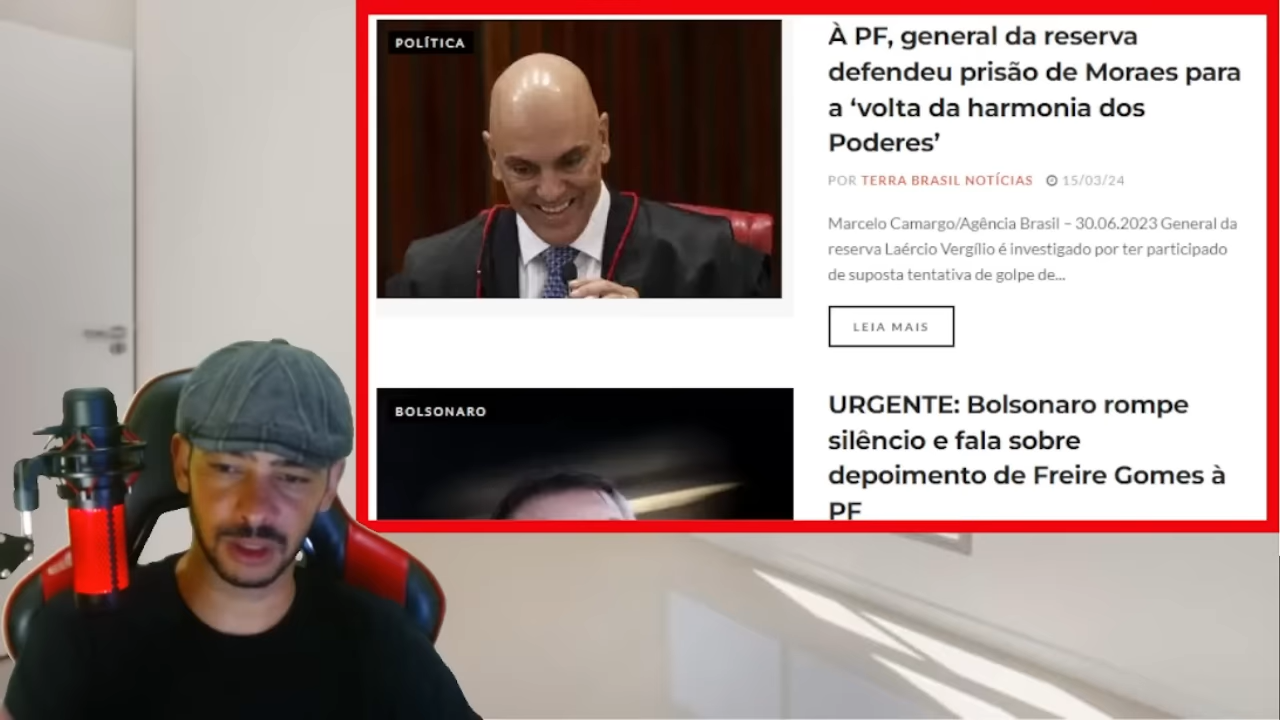 POLÍTICA
À PF, general da reserva
defendeu prisão de Moraes para
a ‘volta da harmonia dos
Poderes’
POR TERRA BRASIL NOTÍCIAS 15/03/24
Marcelo Camargo/Agência Brasil – 30.06.2023 General da
reserva Laércio Vergílio é investigado por ter participado
de suposta tentativa de golpe de...
LEIA MAIS
BOLSONARO
URGENTE: Bolsonaro rompe
silêncio e fala sobre
depoimento de Freire Gomes à
PF